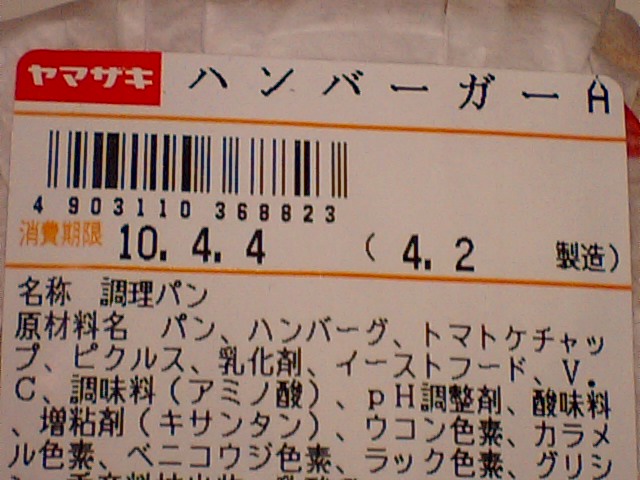 ヤマザキ ハンバーガーA
4 903110 368823
消費期限 10. 4. 4 ( 4. 2 製造)
名称 調理パン
原材料名 パン、ハンバーグ、トマトケチャッ
プ、ピクルス、乳化剤、イーストフード、V.
C、調味料(アミノ酸)、pH調整剤、酸味料
、増粘剤(キサンタン)、ウコン色素、カラメ
ル色素、ベニコウジ色素、ラック色素、グリシ